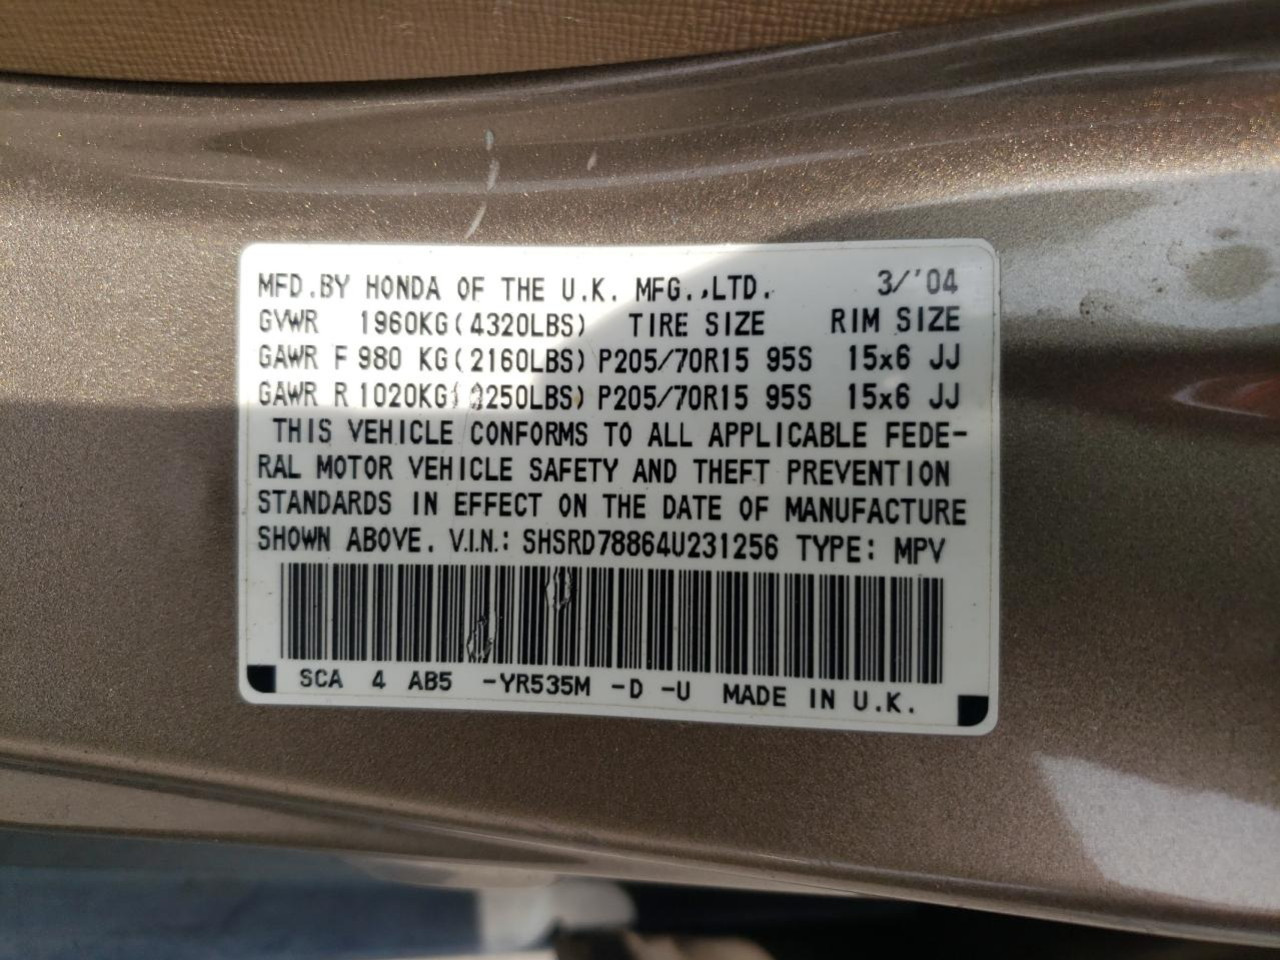 MFD.BY HONDA OF THE U.K. MFG.,LTD. 3/'04
GVWR 1960KG(4320LBS) TIRE SIZE RIM SIZE
GAWR F 980 KG(2160LBS) P205/70R15 95S 15x6 JJ
GAWR R 1020KG(2250LBS) P205/70R15 95S 15x6 JJ
THIS VEHICLE CONFORMS TO ALL APPLICABLE FEDE-
RAL MOTOR VEHICLE SAFETY AND THEFT PREVENTION
STANDARDS IN EFFECT ON THE DATE OF MANUFACTURE
SHOWN ABOVE. V.I.N.: SHSRD78864U231256 TYPE: MPV
SCA 4 AB5 -YR535M -D -U MADE IN U.K.